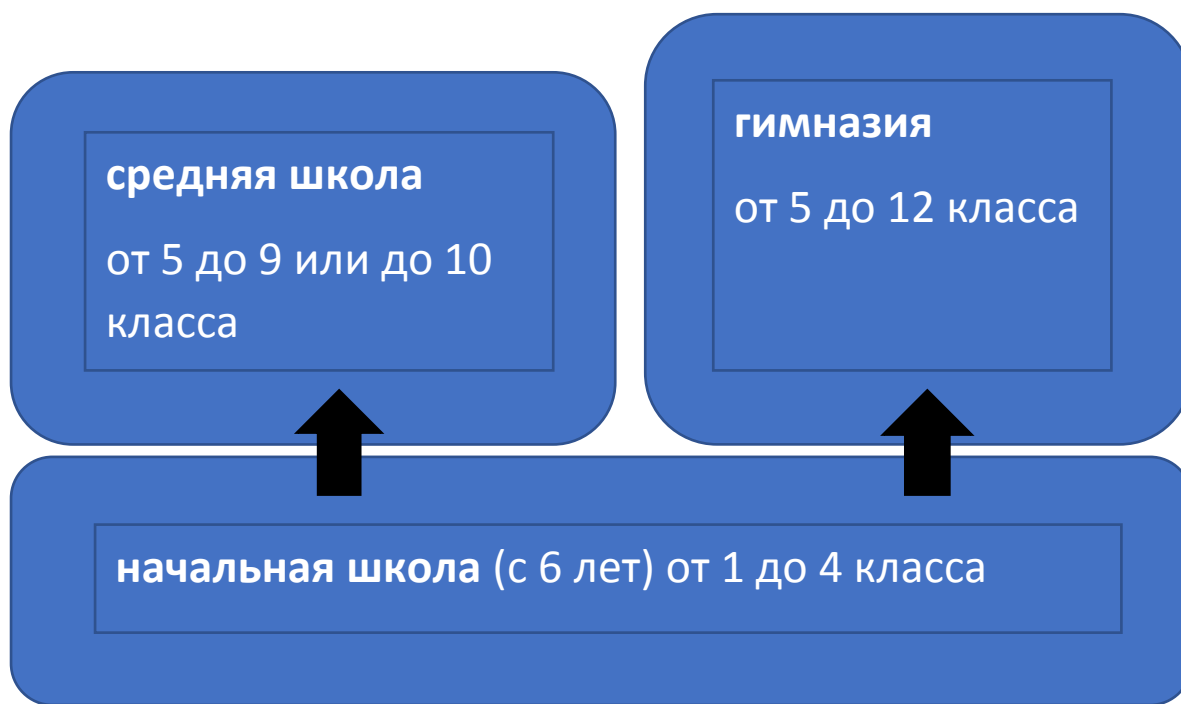 средняя школа
от 5 до 9 или до 10
класса
гимназия
от 5 до 12 класса
начальная школа (с 6 лет) от 1 до 4 класса